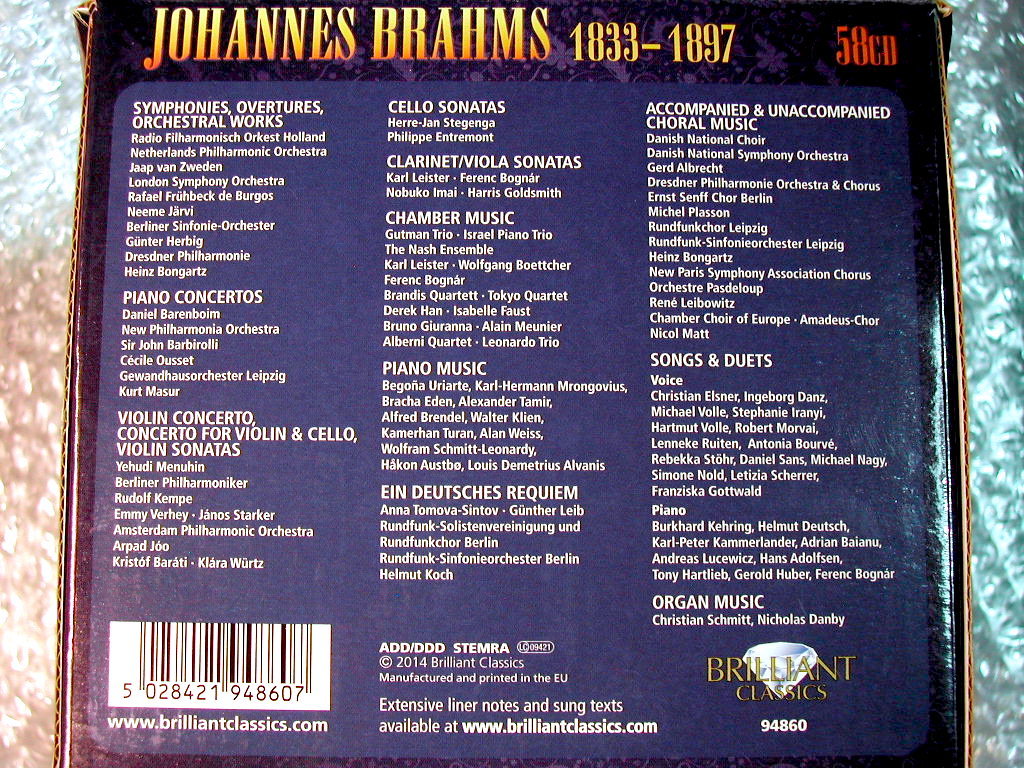 JOHANNES BRAHMS 1833–1897 58CD
SYMPHONIES, OVERTURES,
ORCHESTRAL WORKS
Radio Filharmonisch Orkest Holland
Netherlands Philharmonic Orchestra
Jaap van Zweden
London Symphony Orchestra
Rafael Frühbeck de Burgos
Neeme Järvi
Berliner Sinfonie-Orchester
Günter Herbig
Dresdner Philharmonie
Heinz Bongartz
PIANO CONCERTOS
Daniel Barenboim
New Philharmonia Orchestra
Sir John Barbirolli
Cécile Ousset
Gewandhausorchester Leipzig
Kurt Masur
VIOLIN CONCERTO,
CONCERTO FOR VIOLIN & CELLO,
VIOLIN SONATAS
Yehudi Menuhin
Berliner Philharmoniker
Rudolf Kempe
Emmy Verhey · János Starker
Amsterdam Philharmonic Orchestra
Arpad Jóo
Kristóf Baráti · Klára Würtz
5 028421 948607
www.brilliantclassics.com
CELLO SONATAS
Herre-Jan Stegenga
Philippe Entremont
CLARINET/VIOLA SONATAS
Karl Leister · Ferenc Bognár
Nobuko Imai · Harris Goldsmith
CHAMBER MUSIC
Gutman Trio · Israel Piano Trio
The Nash Ensemble
Karl Leister · Wolfgang Boettcher
Ferenc Bognár
Brandis Quartett · Tokyo Quartet
Derek Han · Isabelle Faust
Bruno Giuranna · Alain Meunier
Alberni Quartet · Leonardo Trio
PIANO MUSIC
Begoña Uriarte, Karl-Hermann Mrongovius,
Bracha Eden, Alexander Tamir,
Alfred Brendel, Walter Klien,
Kamerhan Turan, Alan Weiss,
Wolfram Schmitt-Leonardy,
Håkon Austbø, Louis Demetrius Alvanis
EIN DEUTSCHES REQUIEM
Anna Tomova-Sintov · Günther Leib
Rundfunk-Solistenvereinigung und
Rundfunkchor Berlin
Rundfunk-Sinfonieorchester Berlin
Helmut Koch
ADD/DDD STEMRA LC 09421
© 2014 Brilliant Classics
Manufactured and printed in the EU
Extensive liner notes and sung texts
available at www.brilliantclassics.com
ACCOMPANIED & UNACCOMPANIED
CHORAL MUSIC
Danish National Choir
Danish National Symphony Orchestra
Gerd Albrecht
Dresdner Philharmonie Orchestra & Chorus
Ernst Senff Chor Berlin
Michel Plasson
Rundfunkchor Leipzig
Rundfunk-Sinfonieorchester Leipzig
Heinz Bongartz
New Paris Symphony Association Chorus
Orchestre Pasdeloup
René Leibowitz
Chamber Choir of Europe · Amadeus-Chor
Nicol Matt
SONGS & DUETS
Voice
Christian Elsner, Ingeborg Danz,
Michael Volle, Stephanie Iranyi,
Hartmut Volle, Robert Morvai,
Lenneke Ruiten, Antonia Bourvé,
Rebekka Stöhr, Daniel Sans, Michael Nagy,
Simone Nold, Letizia Scherrer,
Franziska Gottwald
Piano
Burkhard Kehring, Helmut Deutsch,
Karl-Peter Kammerlander, Adrian Baianu,
Andreas Lucewicz, Hans Adolfsen,
Tony Hartlieb, Gerold Huber, Ferenc Bognár
ORGAN MUSIC
Christian Schmitt, Nicholas Danby
BRILLIANT
CLASSICS
94860